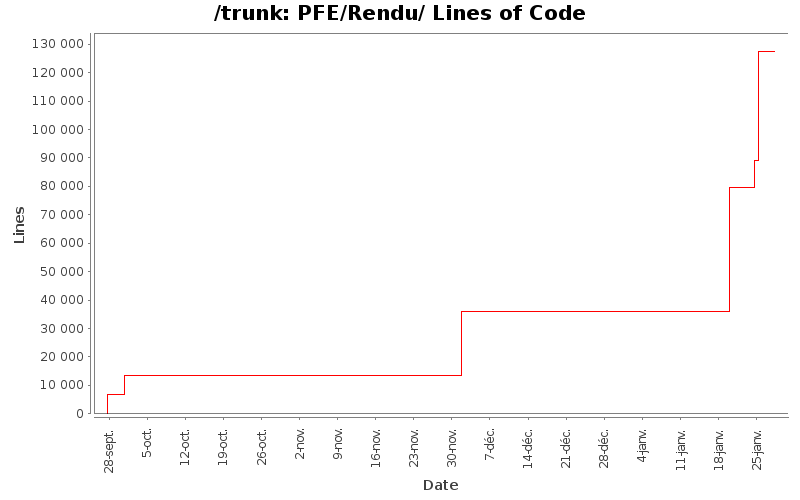 /trunk: PFE/Rendu/ Lines of Code
130 000
120 000
110 000
100 000
90 000
80 000
70 000
60 000
50 000
40 000
30 000
20 000
10 000
0
Lines
28-sept.
5-oct.
12-oct.
19-oct.
26-oct.
2-nov.
9-nov.
16-nov.
23-nov.
30-nov.
7-déc.
14-déc.
21-déc.
28-déc.
4-janv.
11-janv.
18-janv.
25-janv.
Date